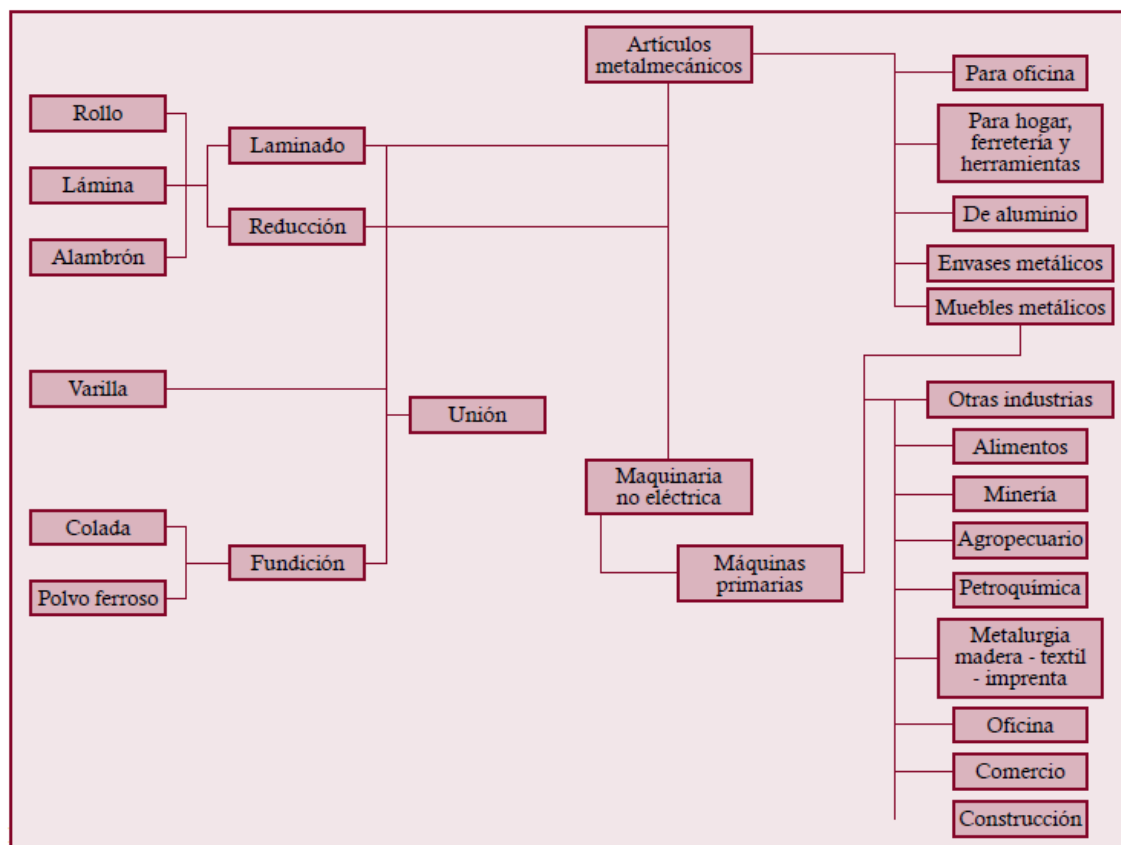 Artículos
metalmecánicos
Para oficina
Rollo
Para hogar,
ferretería y
herramientas
Laminado
Lámina
De aluminio
Reducción
Alambrón
Envases metálicos
Muebles metálicos
Varilla
Unión
Otras industrias
Alimentos
Maquinaria
no eléctrica
Minería
Colada
Agropecuario
Fundición
Máquinas
primarias
Polvo ferroso
Petroquímica
Metalurgia
madera - textil
- imprenta
Oficina
Comercio
Construcción